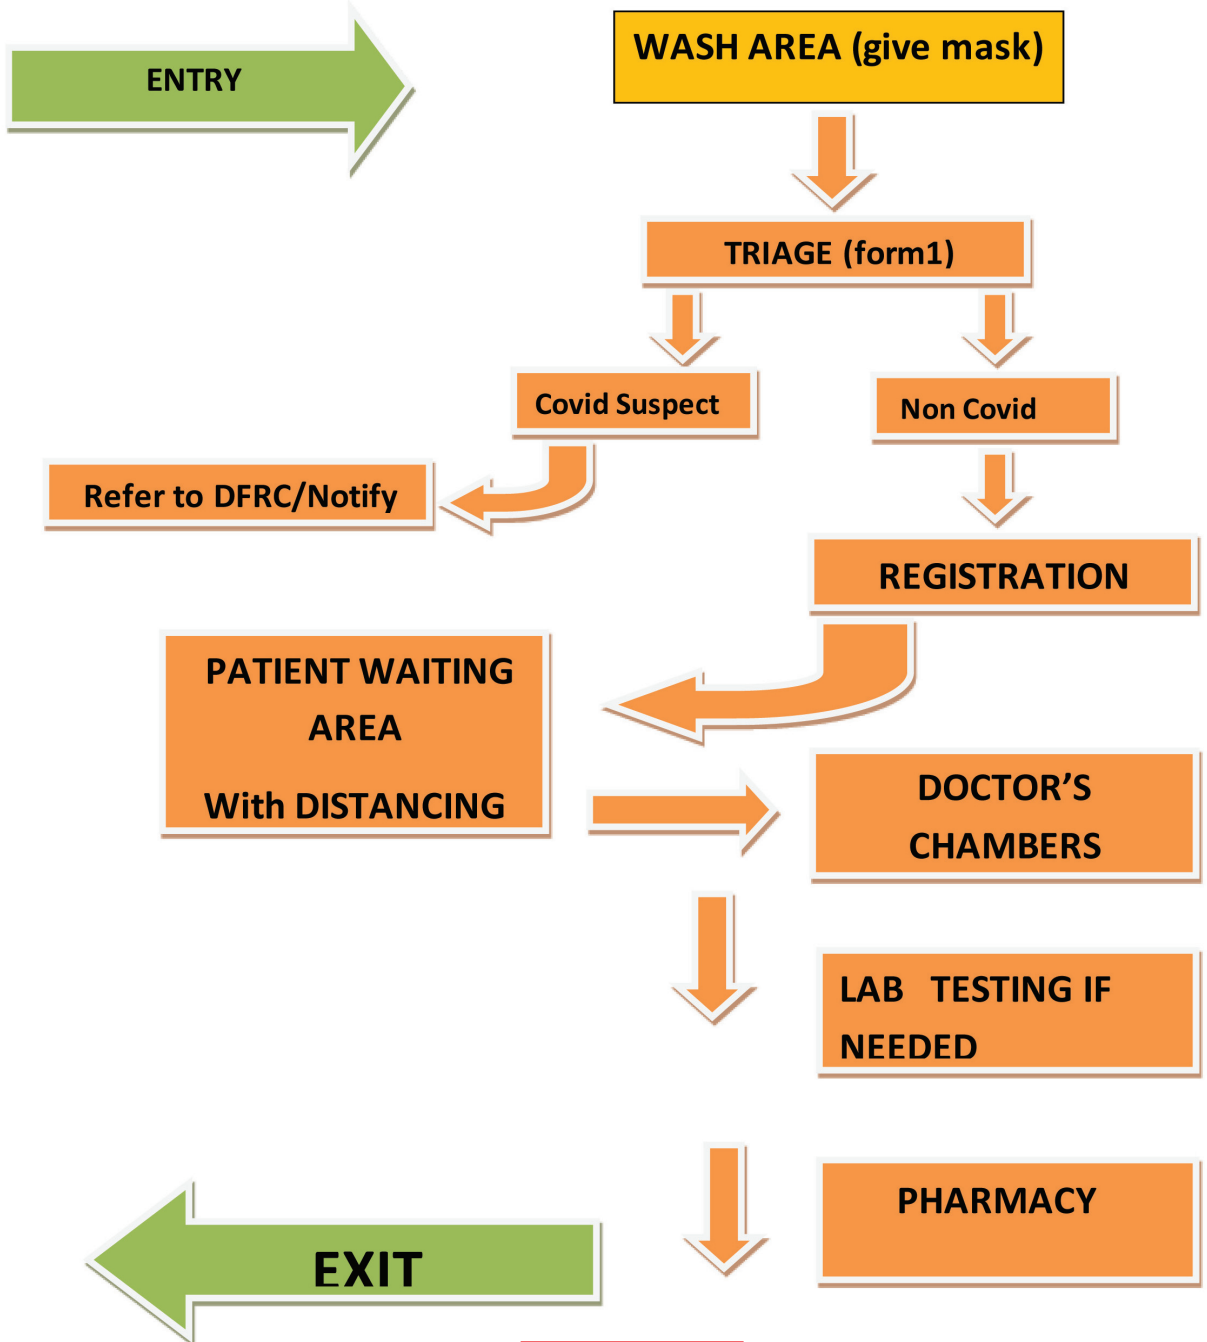 ENTRY
WASH AREA (give mask)
TRIAGE (form1)
Covid Suspect
Non Covid
Refer to DFRC/Notify
REGISTRATION
PATIENT WAITING
AREA
With DISTANCING
DOCTOR’S
CHAMBERS
LAB TESTING IF
NEEDED
PHARMACY
EXIT